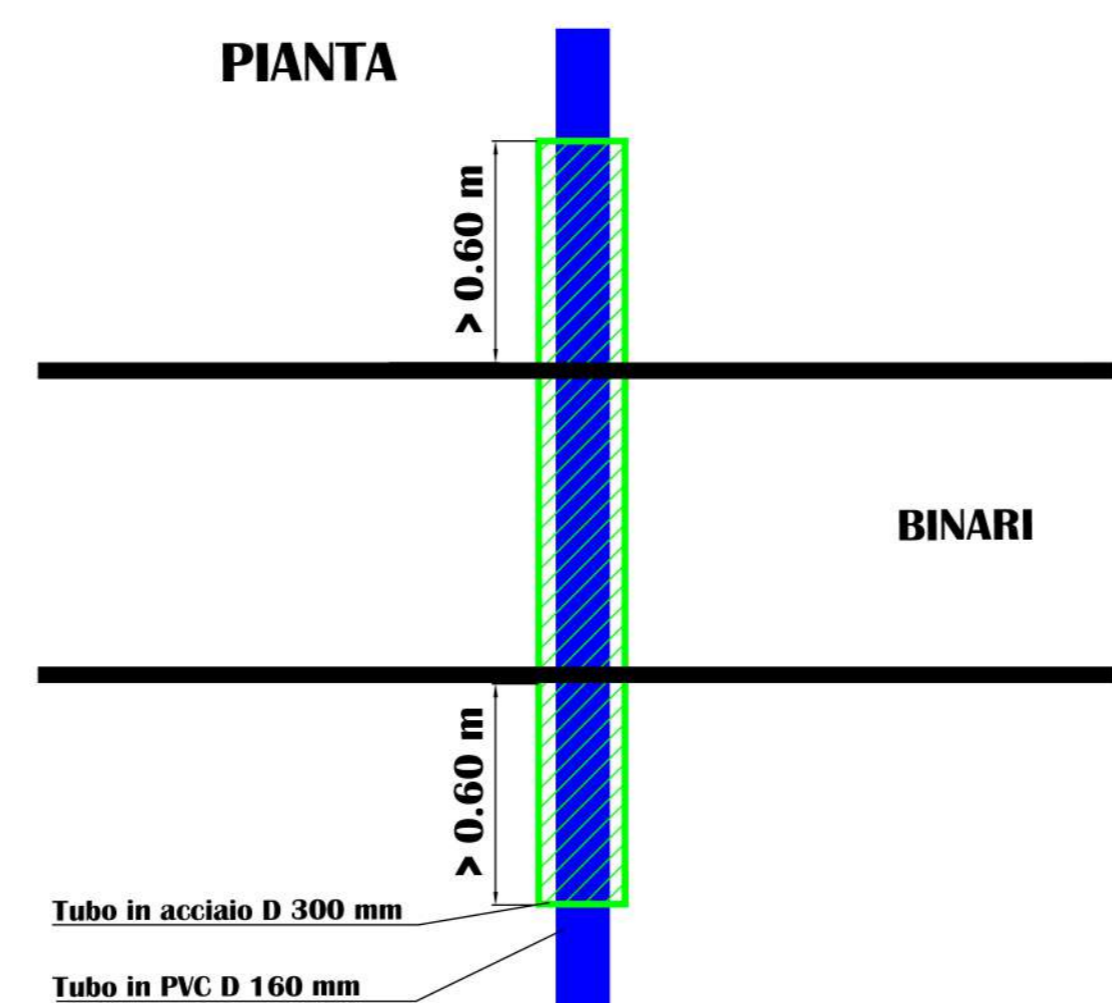 PIANTA
> 0.60 m
BINARI
> 0.60 m
Tubo in acciaio D 300 mm
Tubo in PVC D 160 mm